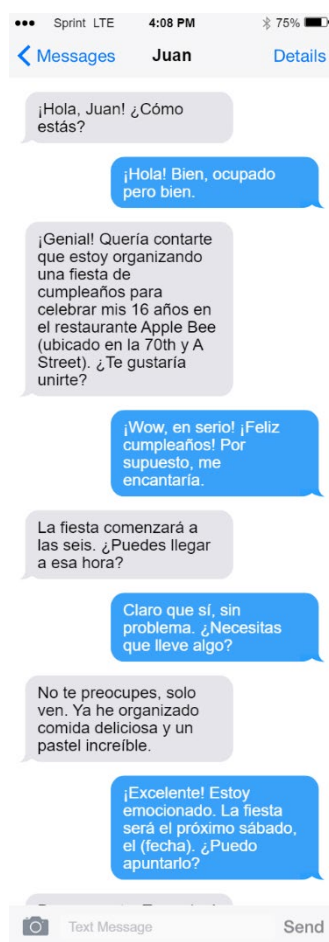 Sprint LTE 4:08 PM 75%
Messages Juan Details
¡Hola, Juan! ¿Cómo
estás?
¡Hola! Bien, ocupado
pero bien.
¡Genial! Quería contarte
que estoy organizando
una fiesta de
cumpleaños para
celebrar mis 16 años en
el restaurante Apple Bee
(ubicado en la 70th y A
Street). ¿Te gustaría
unirte?
¡Wow, en serio! ¡Feliz
cumpleaños! Por
supuesto, me
encantaría.
La fiesta comenzará a
las seis. ¿Puedes llegar
a esa hora?
Claro que sí, sin
problema. ¿Necesitas
que lleve algo?
No te preocupes, solo
ven. Ya he organizado
comida deliciosa y un
pastel increíble.
¡Excelente! Estoy
emocionado. La fiesta
será el próximo sábado,
el (fecha). ¿Puedo
apuntarlo?
Text Message Send